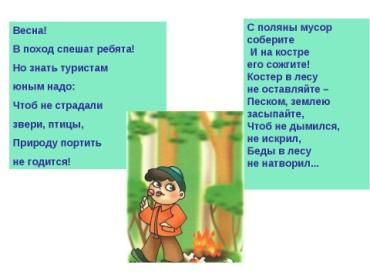 Весна!
В поход спешат ребята!
Но знать туристам
юным надо:
Чтоб не страдали
звери, птицы,
Природу портить
не годится!
С поляны мусор
соберите
И на костре
его сожгите!
Костер в лесу
не оставляйте –
Песком, землею
засыпайте,
Чтоб не дымился,
не искрил,
Беды в лесу
не натворил...